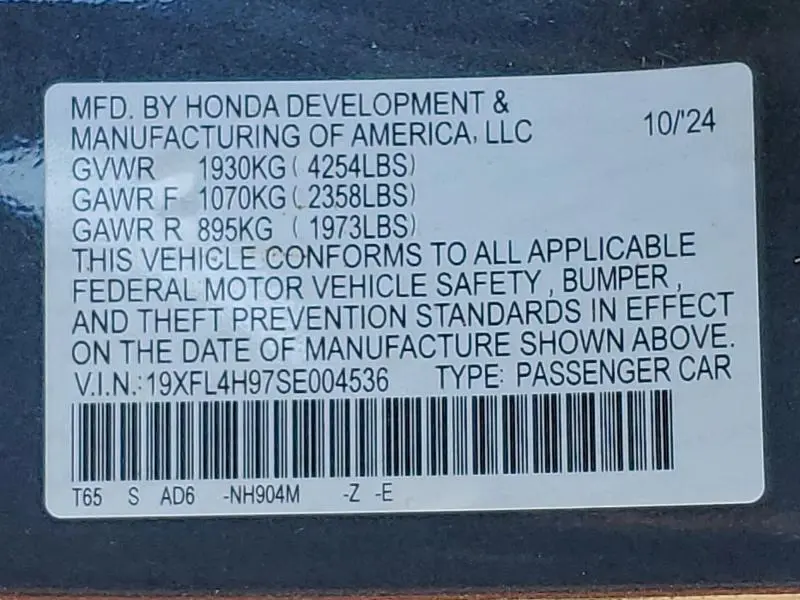 MFD. BY HONDA DEVELOPMENT &
MANUFACTURING OF AMERICA, LLC 10/'24
GVWR 1930KG ( 4254LBS)
GAWR F 1070KG ( 2358LBS)
GAWR R 895KG ( 1973LBS)
THIS VEHICLE CONFORMS TO ALL APPLICABLE
FEDERAL MOTOR VEHICLE SAFETY , BUMPER ,
AND THEFT PREVENTION STANDARDS IN EFFECT
ON THE DATE OF MANUFACTURE SHOWN ABOVE.
V.I.N.:19XFL4H97SE004536 TYPE: PASSENGER CAR
T65 S AD6 -NH904M -Z -E